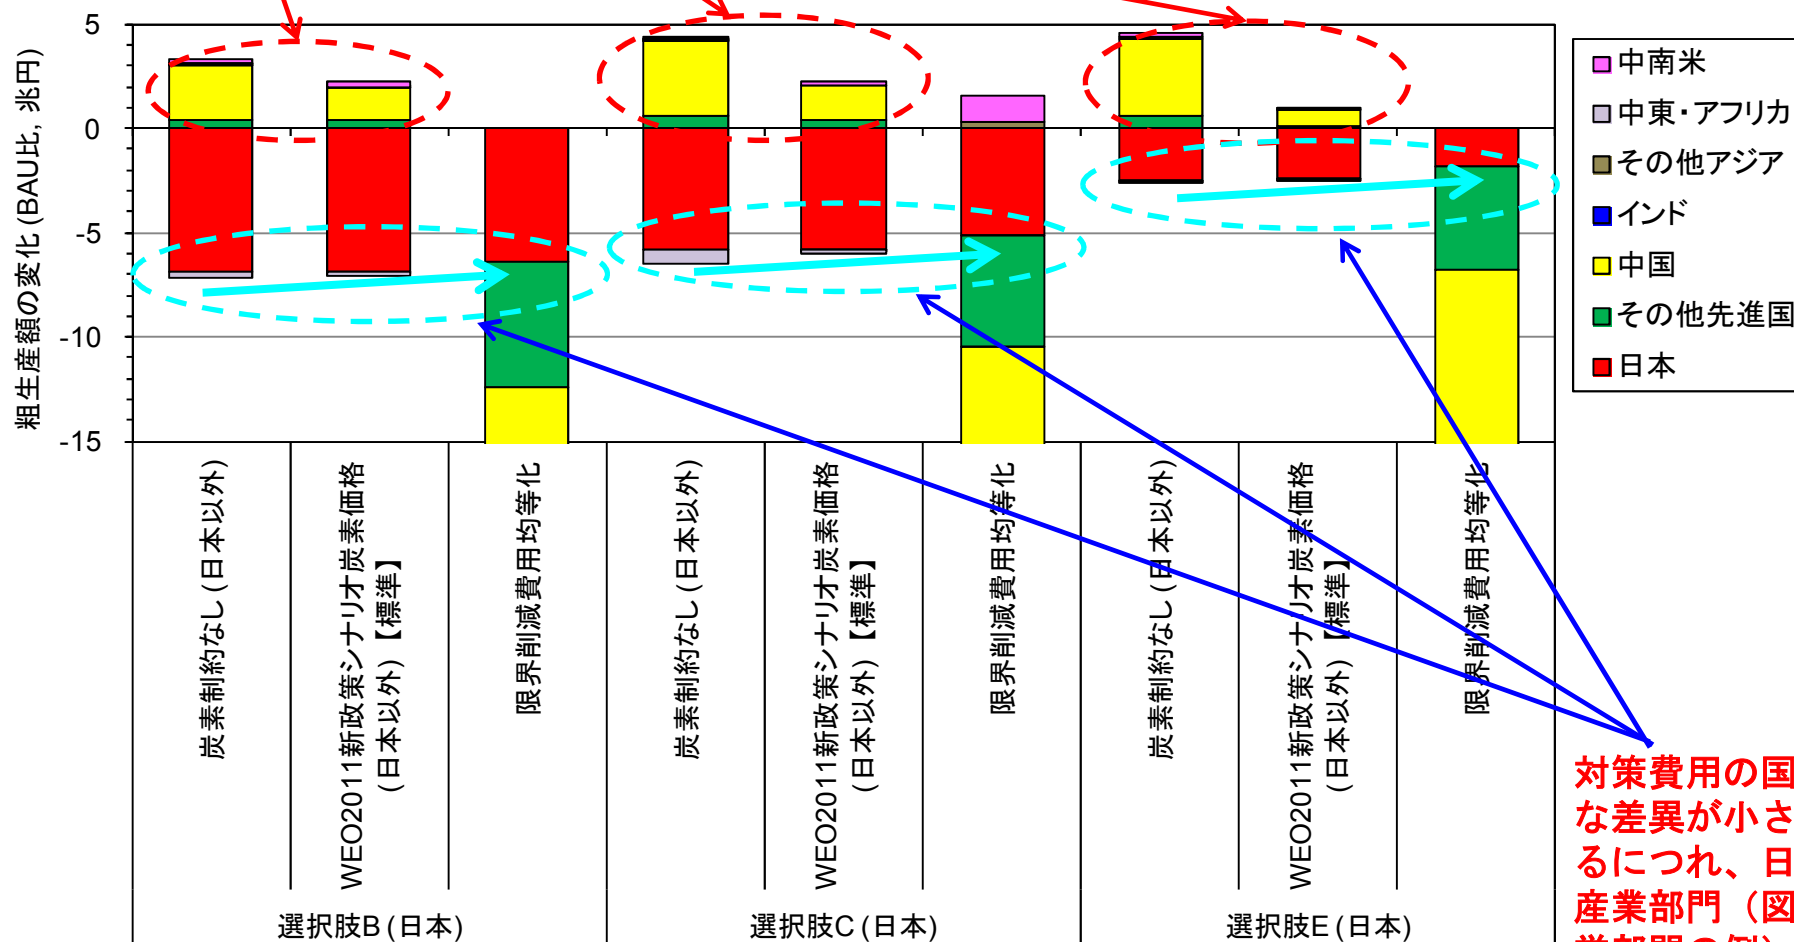 粗生産額の変化 (BAU比, 兆円)
5
0
-5
-10
-15
中南米
中東・アフリカ
その他アジア
インド
中国
その他先進国
日本
炭素制約なし (日本以外)
WEO2011新政策シナリオ炭素価格
(日本以外) 【標準】
限界削減費用均等化
炭素制約なし (日本以外)
WEO2011新政策シナリオ炭素価格
(日本以外) 【標準】
限界削減費用均等化
炭素制約なし (日本以外)
WEO2011新政策シナリオ炭素価格
(日本以外) 【標準】
限界削減費用均等化
選択肢B (日本)
選択肢C (日本)
選択肢E (日本)
対策費用の国
な差異が小さ
るにつれ、日
産業部門（図